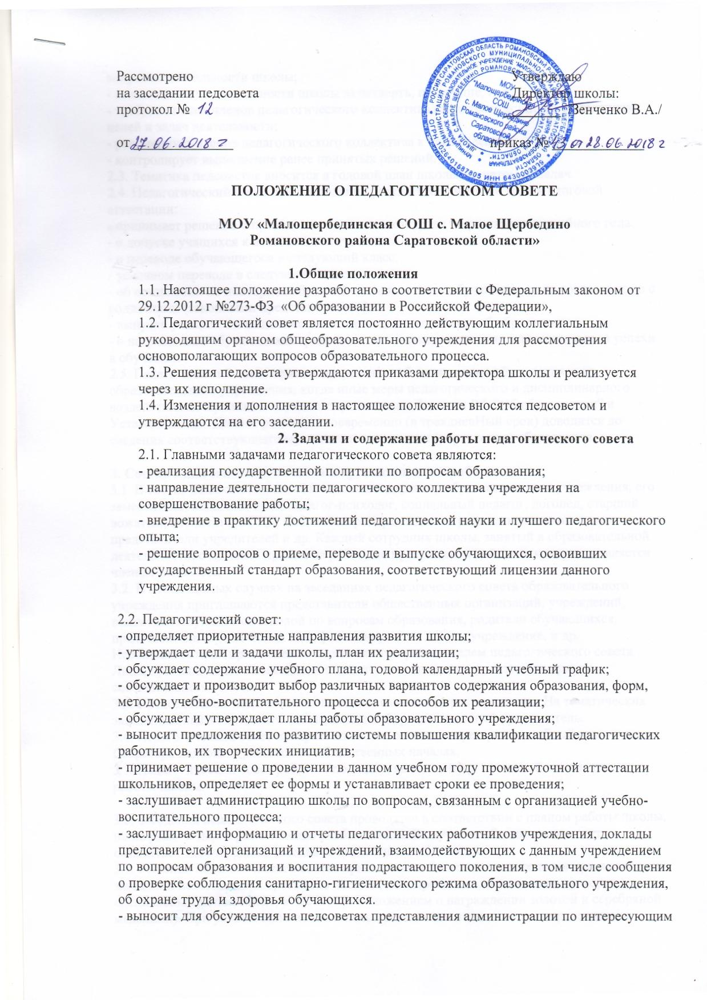 Рассмотрено
на заседании педсовета
протокол № 12
от 27.06.2018 г
Утверждаю
Директор школы:
/Зенченко В.А./
приказ № 43 от 28.06.2018 г
МОУ
"Малощербединская
СОШ
с. Малое Щербедино
Романовского района
Саратовской
области"
ПОЛОЖЕНИЕ О ПЕДАГОГИЧЕСКОМ СОВЕТЕ
МОУ «Малощербединская СОШ с. Малое Щербедино
Романовского района Саратовской области»
1.Общие положения
1.1. Настоящее положение разработано в соответствии с Федеральным законом от
29.12.2012 г №273-ФЗ «Об образовании в Российской Федерации»,
1.2. Педагогический совет является постоянно действующим коллегиальным
руководящим органом общеобразовательного учреждения для рассмотрения
основополагающих вопросов образовательного процесса.
1.3. Решения педсовета утверждаются приказами директора школы и реализуется
через их исполнение.
1.4. Изменения и дополнения в настоящее положение вносятся педсоветом и
утверждаются на его заседании.
2. Задачи и содержание работы педагогического совета
2.1. Главными задачами педагогического совета являются:
- реализация государственной политики по вопросам образования;
- направление деятельности педагогического коллектива учреждения на
совершенствование работы;
- внедрение в практику достижений педагогической науки и лучшего педагогического
опыта;
- решение вопросов о приеме, переводе и выпуске обучающихся, освоивших
государственный стандарт образования, соответствующий лицензии данного
учреждения.
2.2. Педагогический совет:
- определяет приоритетные направления развития школы;
- утверждает цели и задачи школы, план их реализации;
- обсуждает содержание учебного плана, годовой календарный учебный график;
- обсуждает и производит выбор различных вариантов содержания образования, форм,
методов учебно-воспитательного процесса и способов их реализации;
- обсуждает и утверждает планы работы образовательного учреждения;
- выносит предложения по развитию системы повышения квалификации педагогических
работников, их творческих инициатив;
- принимает решение о проведении в данном учебном году промежуточной аттестации
школьников, определяет ее формы и устанавливает сроки ее проведения;
- заслушивает администрацию школы по вопросам, связанным с организацией учебно-
воспитательного процесса;
- заслушивает информацию и отчеты педагогических работников учреждения, доклады
представителей организаций и учреждений, взаимодействующих с данным учреждением
по вопросам образования и воспитания подрастающего поколения, в том числе сообщения
о проверке соблюдения санитарно-гигиенического режима образовательного учреждения,
об охране труда и здоровья обучающихся.
- выносит для обсуждения на педсоветах представления администрации по интересующим